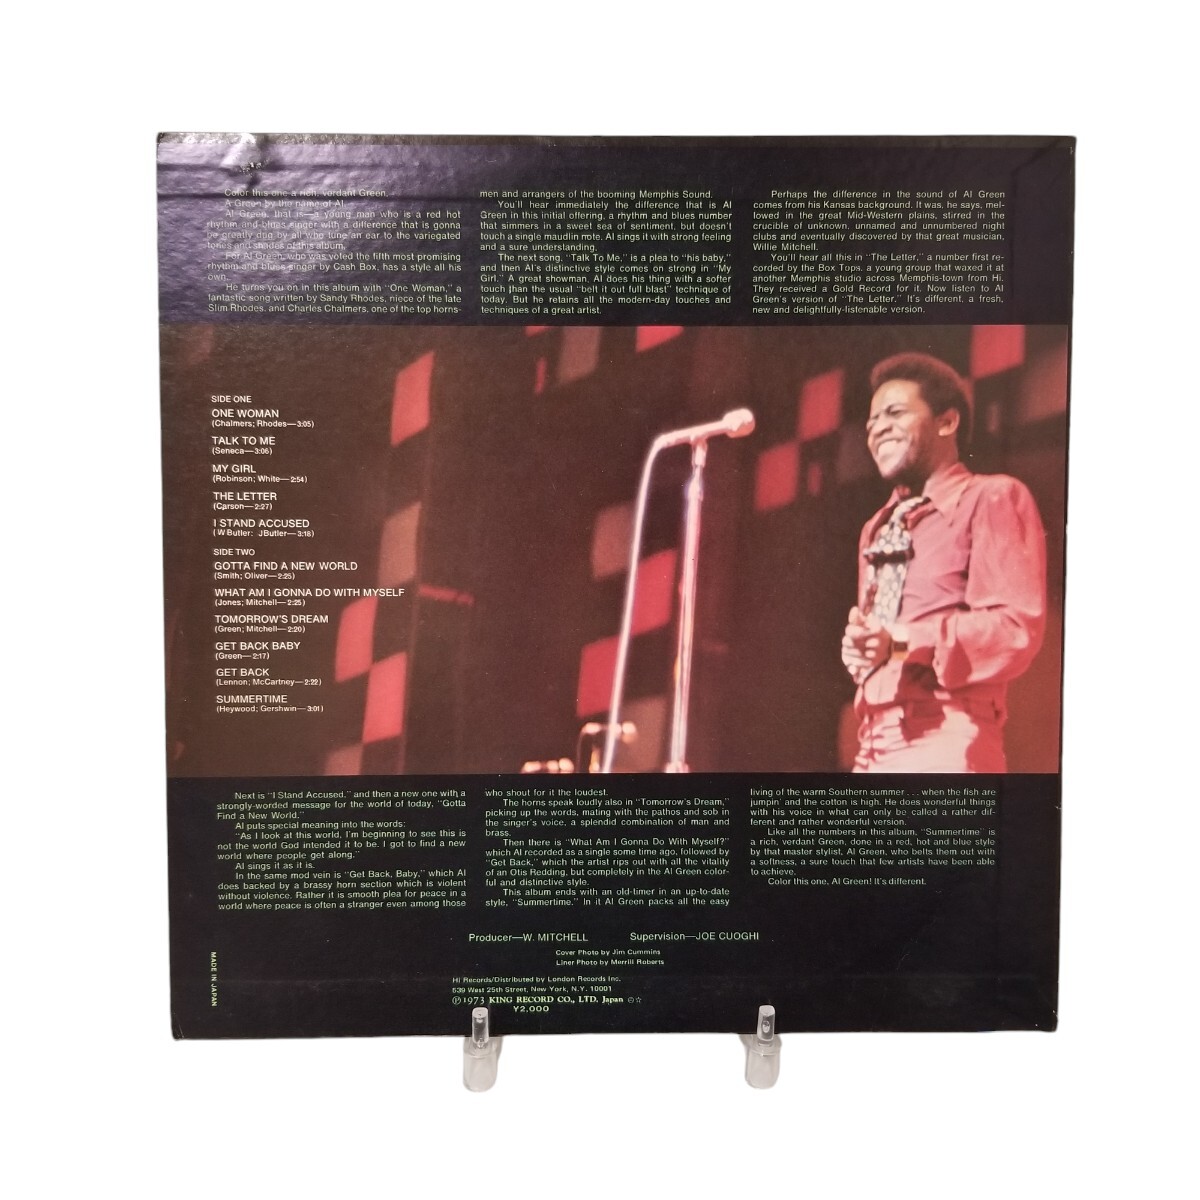 Color this one a rich, verdant Green.
A Green by the name of Al.
Al Green, that is—a young man who is a red hot
rhythm and blues singer with a difference that is gonna
be greatly dug by all who tune an ear to the variegated
tones and shades of this album.
For Al Green, who was voted the fifth most promising
rhythm and blues singer by Cash Box, has a style all his
own.
He turns you on in this album with "One Woman," a
fantastic song written by Sandy Rhodes, niece of the late
Slim Rhodes, and Charles Chalmers, one of the top horns-
men and arrangers of the booming Memphis Sound.
You'll hear immediately the difference that is Al
Green in this initial offering, a rhythm and blues number
that simmers in a sweet sea of sentiment, but doesn't
touch a single maudlin note. Al sings it with strong feeling
and a sure understanding.
The next song, "Talk To Me," is a plea to "his baby,"
and then Al's distinctive style comes on strong in "My
Girl." A great showman, Al does his thing with a softer
touch than the usual "belt it out full blast" technique of
today. But he retains all the modern-day touches and
techniques of a great artist.
Perhaps the difference in the sound of Al Green
comes from his Kansas background. It was, he says, mel-
lowed in the great Mid-Western plains, stirred in the
crucible of unknown, unnamed and unnumbered night
clubs and eventually discovered by that great musician,
Willie Mitchell.
You'll hear all this in "The Letter," a number first re-
corded by the Box Tops, a young group that waxed it at
another Memphis studio across Memphis-town from Hi.
They received a Gold Record for it. Now listen to Al
Green's version of "The Letter." It's different, a fresh,
new and delightfully-listenable version.
SIDE ONE
ONE WOMAN
(Chalmers; Rhodes—3:05)
TALK TO ME
(Seneca—3:06)
MY GIRL
(Robinson; White—2:54)
THE LETTER
(Carson—2:27)
I STAND ACCUSED
(W Butler: JButler—3:18)
SIDE TWO
GOTTA FIND A NEW WORLD
(Smith; Oliver—2:25)
WHAT AM I GONNA DO WITH MYSELF
(Jones; Mitchell—2:25)
TOMORROW'S DREAM
(Green; Mitchell—2:20)
GET BACK BABY
(Green—2:17)
GET BACK
(Lennon; McCartney—2:22)
SUMMERTIME
(Heywood; Gershwin—3:01)
Next is "I Stand Accused," and then a new one with a
strongly-worded message for the world of today, "Gotta
Find a New World."
Al puts special meaning into the words:
"As I look at this world, I'm beginning to see this is
not the world God intended it to be. I got to find a new
world where people get along."
Al sings it as it is.
In the same mod vein is "Get Back, Baby," which Al
does backed by a brassy horn section which is violent
without violence. Rather it is smooth plea for peace in a
world where peace is often a stranger even among those
who shout for it the loudest.
The horns speak loudly also in "Tomorrow's Dream,"
picking up the words, mating with the pathos and sob in
the singer's voice, a splendid combination of man and
brass.
Then there is "What Am I Gonna Do With Myself?"
which Al recorded as a single some time ago, followed by
"Get Back," which the artist rips out with all the vitality
of an Otis Redding, but completely in the Al Green color-
ful and distinctive style.
This album ends with an old-timer in an up-to-date
style, "Summertime." In it Al Green packs all the easy
living of the warm Southern summer . . . when the fish are
jumpin' and the cotton is high. He does wonderful things
with his voice in what can only be called a rather dif-
ferent and rather wonderful version.
Like all the numbers in this album, "Summertime" is
a rich, verdant Green, done in a red, hot and blue style
by that master stylist, Al Green, who belts them out with
a softness, a sure touch that few artists have been able
to achieve.
Color this one, Al Green! It's different.
Producer—W. MITCHELL Supervision—JOE CUOGHI
Cover Photo by Jim Cummins
Liner Photo by Merrill Roberts
MADE IN JAPAN
Hi Records/Distributed by London Records Inc.
539 West 25th Street, New York, N.Y. 10001
Ⓟ1973 KING RECORD CO., LTD. Japan ⊖☆
¥2,000